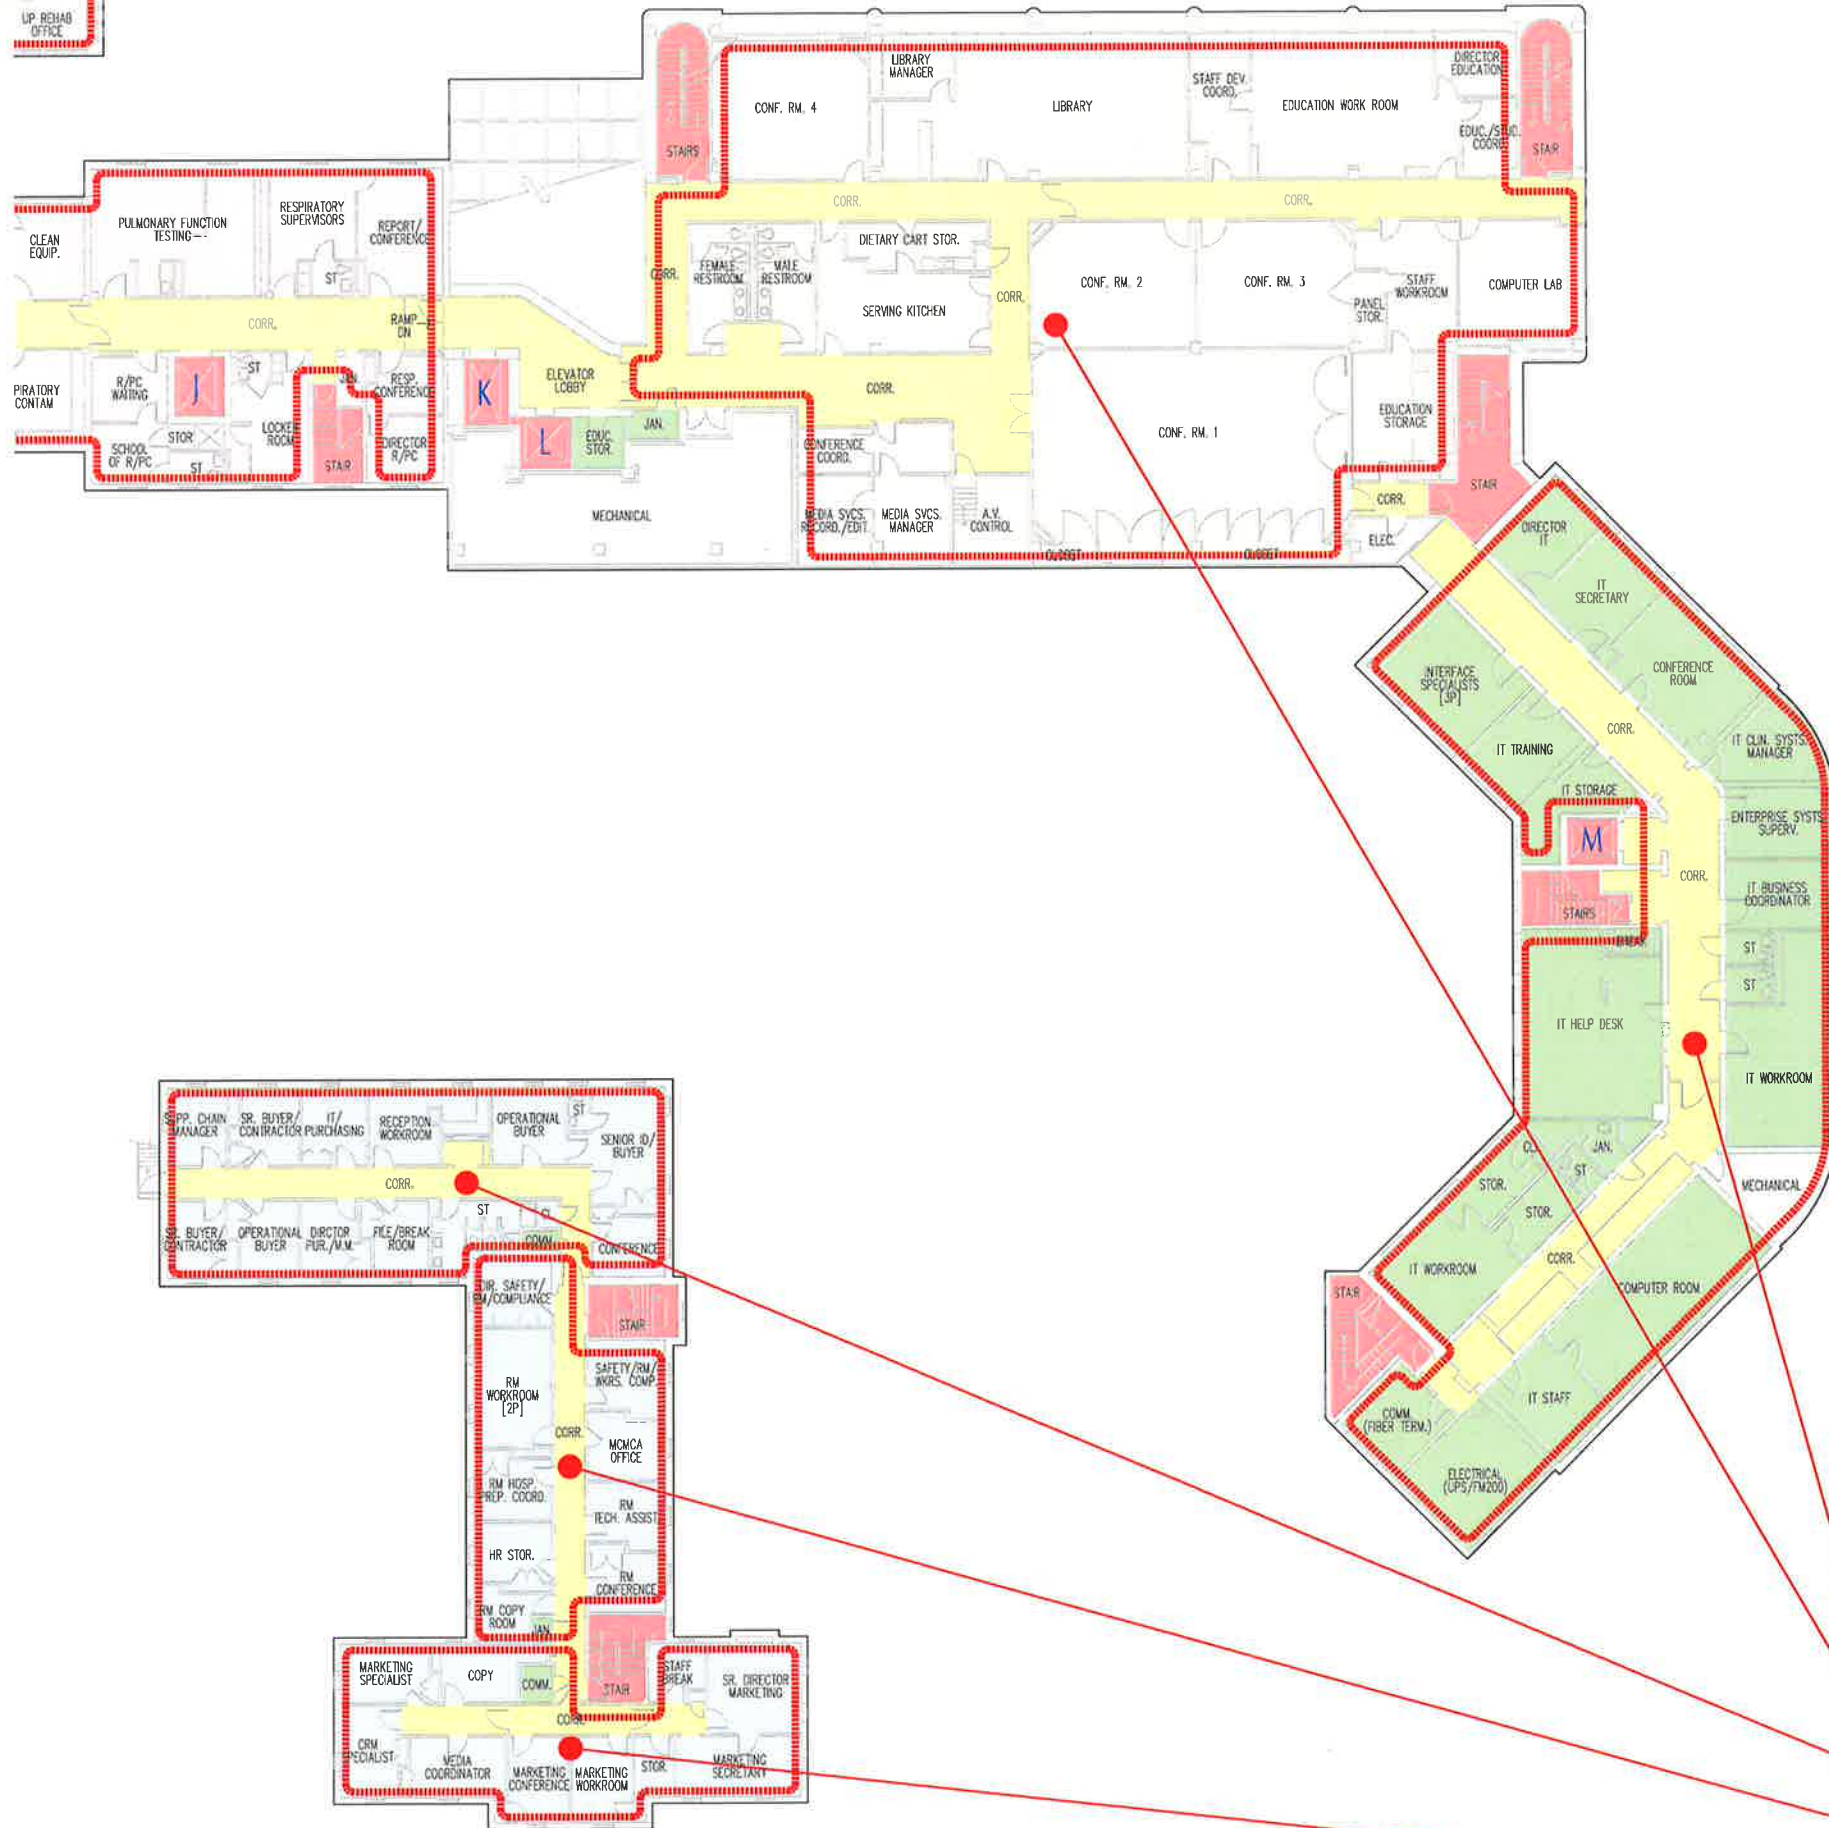 UP REHAB
OFFICE
LIBRARY
MANAGER
CONF. RM. 4
LIBRARY
STAFF DEV.
COORD.
EDUCATION WORK ROOM
DIRECTOR
EDUCATION
EDUC./STUD.
COORD.
STAIRS
STAIR
CORR.
CORR.
PULMONARY FUNCTION
TESTING
RESPIRATORY
SUPERVISORS
REPORT/
CONFERENCE
CLEAN
EQUIP.
ST
CORR.
RAMP
DN
CORR.
FEMALE
RESTROOM
MALE
RESTROOM
DIETARY CART STOR.
SERVING KITCHEN
CORR.
CONF. RM. 2
CONF. RM. 3
PANEL
STOR.
STAFF
WORKROOM
COMPUTER LAB
PIRATORY
CONTAM
R/PC
WAITING
J
ST
JAN.
RESP.
CONFERENCE
K
ELEVATOR
LOBBY
CORR.
STOR
LOCKER
ROOM
SCHOOL
OF R/PC
ST
STAIR
DIRECTOR
R/PC
L
EDUC.
STOR.
JAN.
CONFERENCE
COORD.
CONF. RM. 1
EDUCATION
STORAGE
MECHANICAL
MEDIA SVCS.
RECORD./EDIT.
MEDIA SVCS.
MANAGER
A.V.
CONTROL
CLOSET
CLOSET
CORR.
ELEC.
STAIR
DIRECTOR
IT
IT
SECRETARY
CONFERENCE
ROOM
INTERFACE
SPECIALISTS
[3P]
IT TRAINING
CORR.
IT CLIN. SYSTS.
MANAGER
IT STORAGE
M
ENTERPRISE SYSTS
SUPERV.
CORR.
IT BUSINESS
COORDINATOR
STAIRS
BREAK
ST
ST
IT HELP DESK
IT WORKROOM
CL.
JAN.
ST
STOR.
STOR.
MECHANICAL
CORR.
IT WORKROOM
COMPUTER ROOM
STAIR
IT STAFF
COMM.
(FIBER TERM.)
ELECTRICAL
(UPS/FM200)
SUPP. CHAIN
MANAGER
SR. BUYER/
CONTRACTOR
IT/
PURCHASING
RECEPTION
WORKROOM
OPERATIONAL
BUYER
ST
SENIOR ID/
BUYER
CORR.
ST
SR. BUYER/
CONTRACTOR
OPERATIONAL
BUYER
DIRCTOR
PUR./M.M.
FILE/BREAK
ROOM
COMM.
CONFERENCE
DIR. SAFETY/
RM/COMPLIANCE
STAIR
RM
WORKROOM
[2P]
SAFETY/RM/
WKRS. COMP.
CORR.
MCMCA
OFFICE
RM HOSP.
PREP. COORD.
RM
TECH. ASSIST
HR STOR.
RM
CONFERENCE
RM COPY
ROOM
JAN.
MARKETING
SPECIALIST
COPY
COMM.
STAIR
STAFF
BREAK
SR. DIRECTOR
MARKETING
CORR.
CRM
SPECIALIST
MEDIA
COORDINATOR
MARKETING
CONFERENCE
MARKETING
WORKROOM
STOR.
MARKETING
SECRETARY